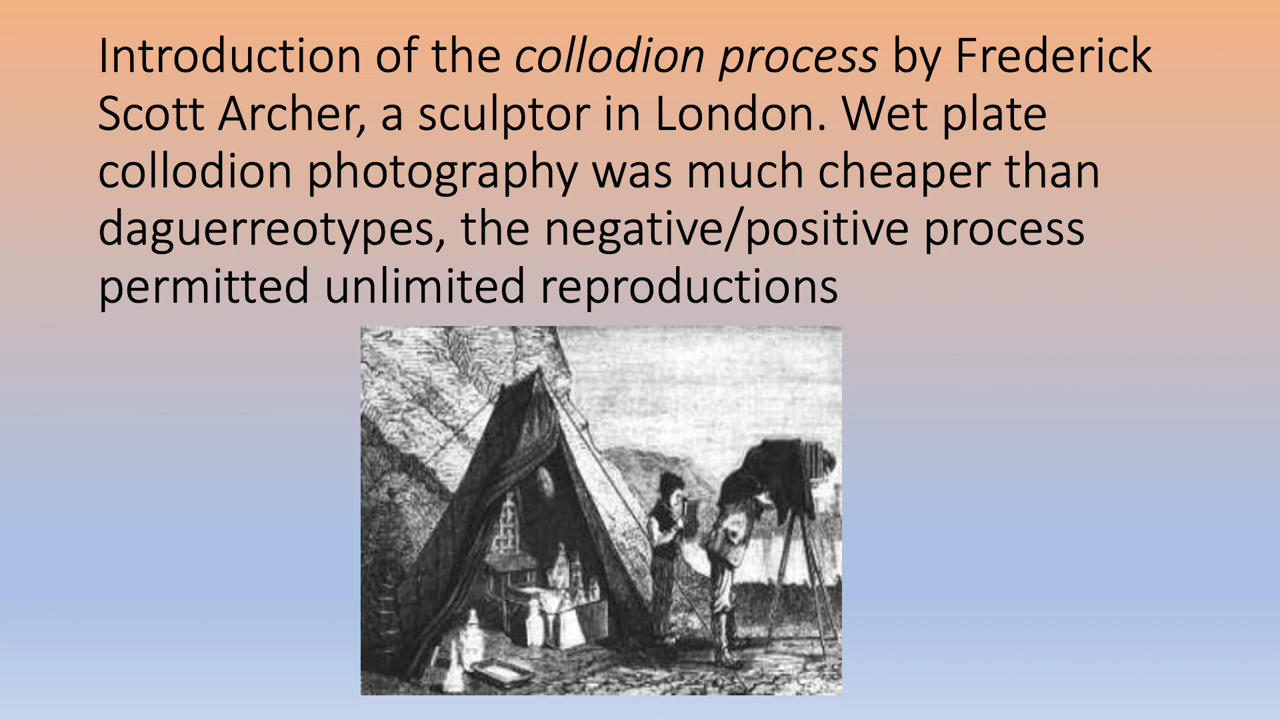 Introduction of the collodion process by Frederick
Scott Archer, a sculptor in London. Wet plate
collodion photography was much cheaper than
daguerreotypes, the negative/positive process
permitted unlimited reproductions